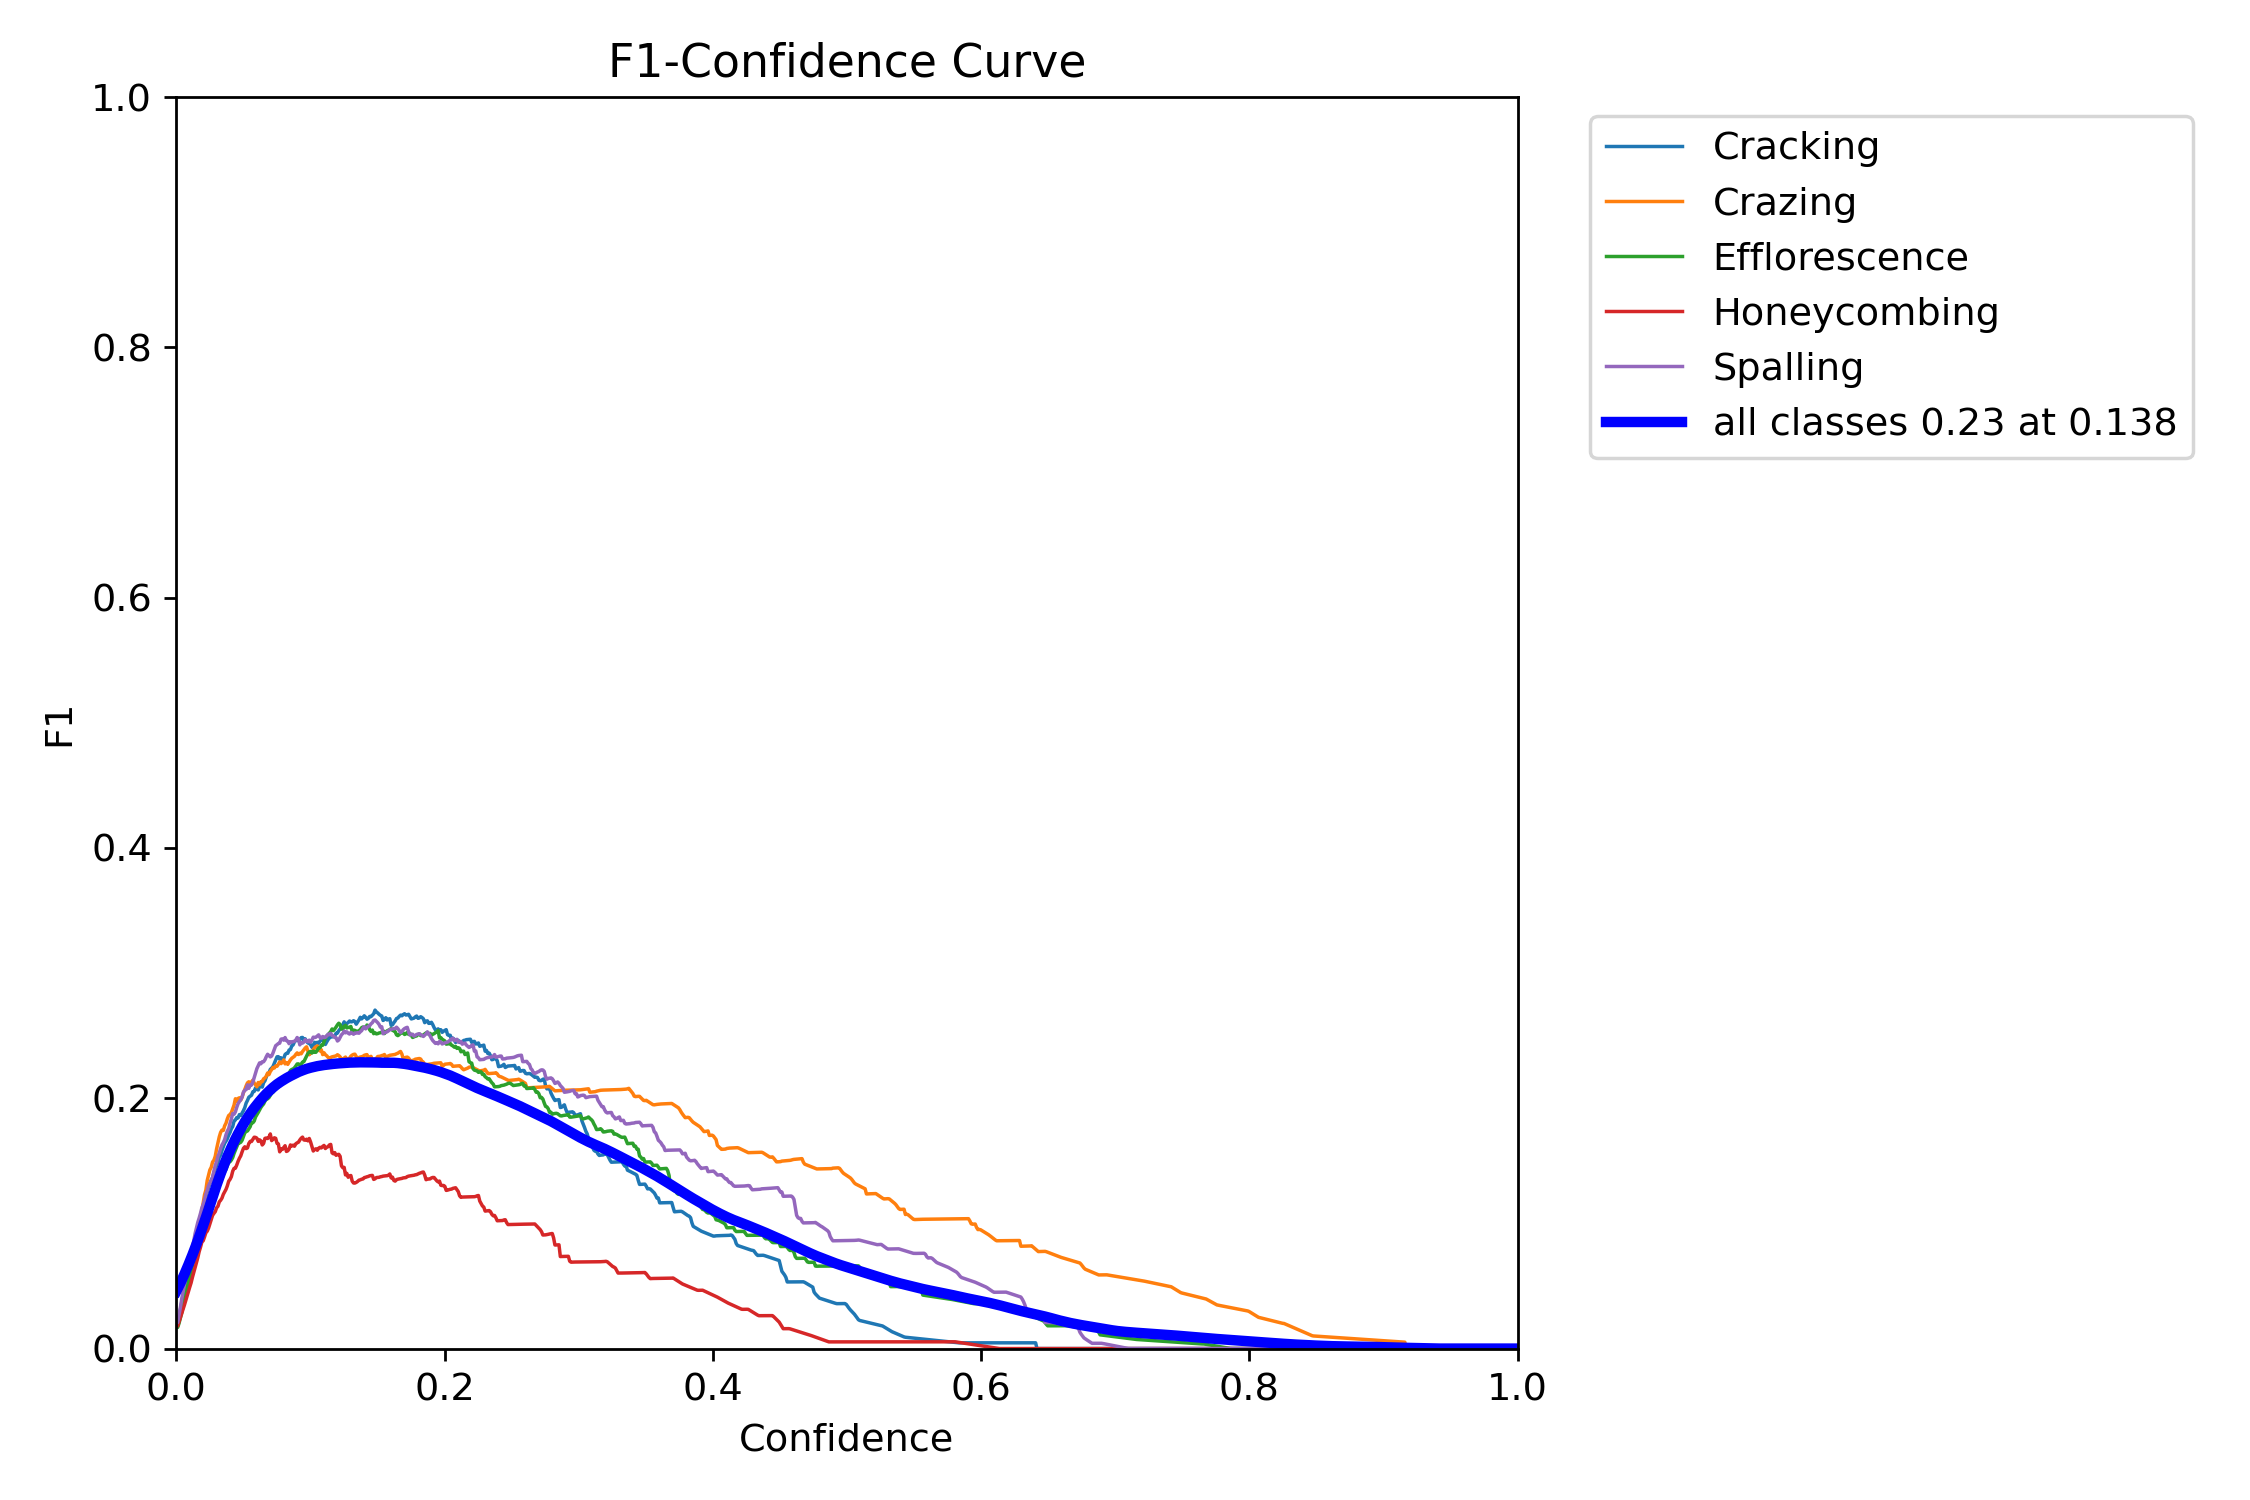 F1-Confidence Curve
1.0
0.8
0.6
0.4
0.2
0.0
F1
0.0 0.2 0.4 0.6 0.8 1.0
Confidence
Cracking
Crazing
Efflorescence
Honeycombing
Spalling
all classes 0.23 at 0.138